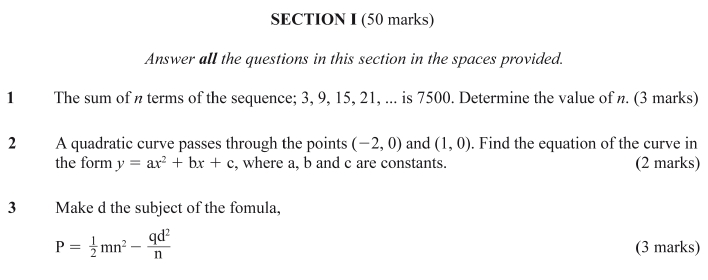 SECTION I (50 marks)
Answer all the questions in this section in the spaces provided.
1 The sum of n terms of the sequence; 3, 9, 15, 21, ... is 7500. Determine the value of n. (3 marks)
2 A quadratic curve passes through the points (−2, 0) and (1, 0). Find the equation of the curve in
the form y = ax² + bx + c, where a, b and c are constants. (2 marks)
3 Make d the subject of the fomula,
P = ½ mn² − qd²/n (3 marks)